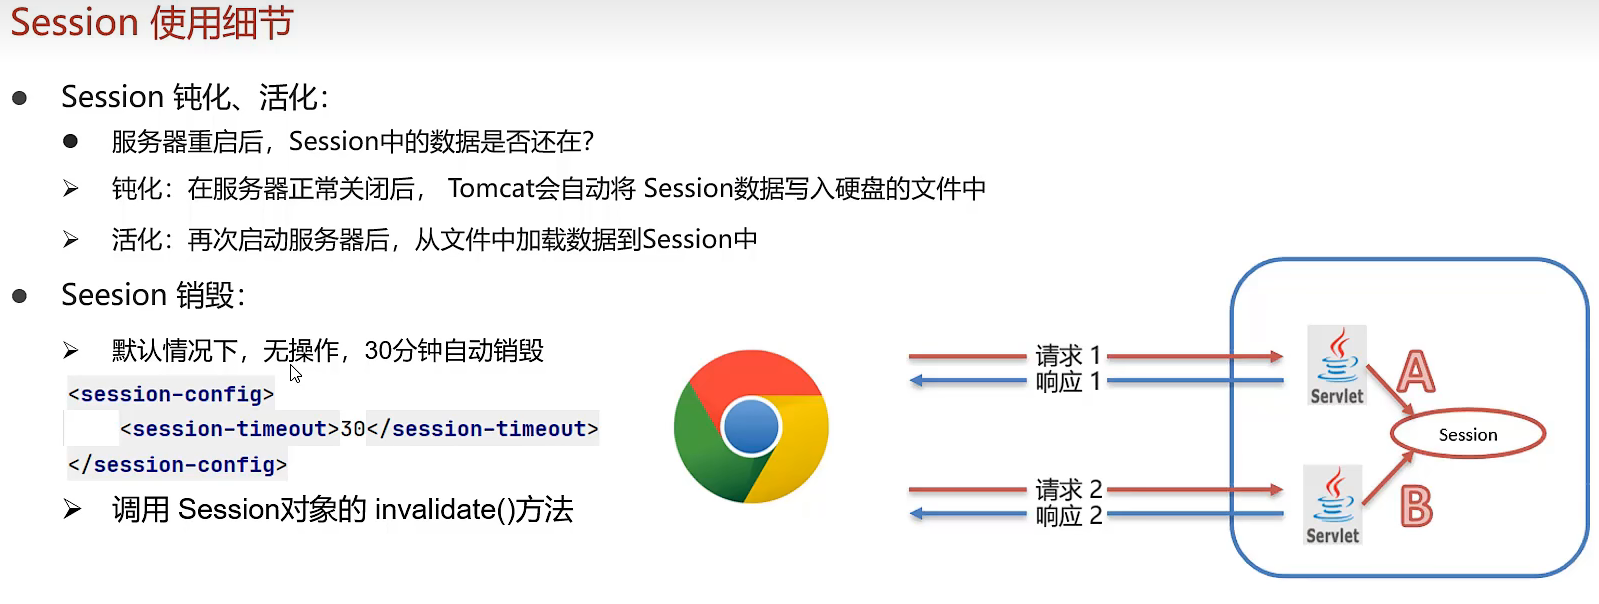 Session 使用细节
Session 钝化、活化：
服务器重启后，Session中的数据是否还在？
钝化：在服务器正常关闭后， Tomcat会自动将 Session数据写入硬盘的文件中
活化：再次启动服务器后，从文件中加载数据到Session中
Seesion 销毁：
默认情况下，无操作，30分钟自动销毁
<session-config>
<session-timeout>30</session-timeout>
</session-config>
调用 Session对象的 invalidate()方法
请求 1
响应 1
Servlet
A
Session
请求 2
响应 2
Servlet
B